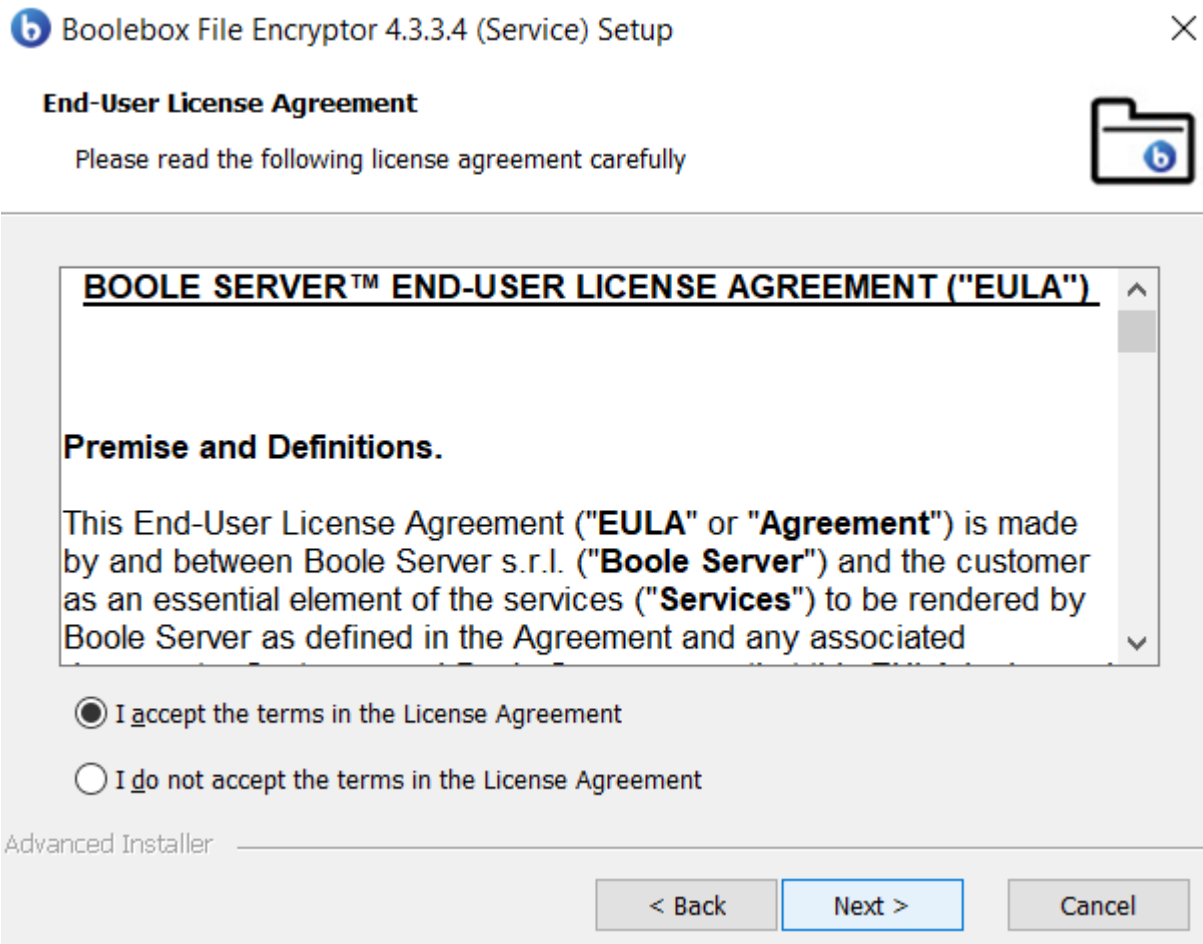 Boolebox File Encryptor 4.3.3.4 (Service) Setup
End-User License Agreement
Please read the following license agreement carefully
BOOLE SERVER™ END-USER LICENSE AGREEMENT ("EULA")
Premise and Definitions.
This End-User License Agreement ("EULA" or "Agreement") is made
by and between Boole Server s.r.l. ("Boole Server") and the customer
as an essential element of the services ("Services") to be rendered by
Boole Server as defined in the Agreement and any associated
I accept the terms in the License Agreement
I do not accept the terms in the License Agreement
Advanced Installer
< Back
Next >
Cancel